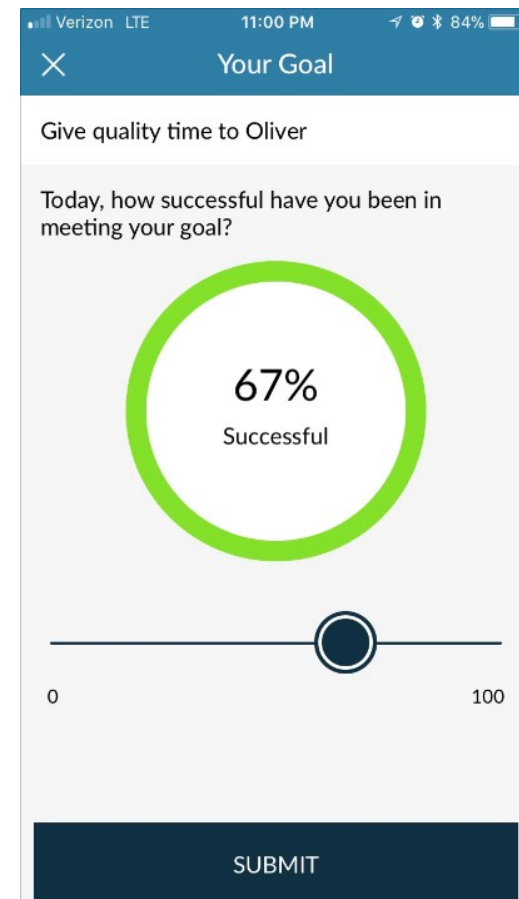 Verizon LTE 11:00 PM 84%
Your Goal
Give quality time to Oliver
Today, how successful have you been in
meeting your goal?
67%
Successful
0 100
SUBMIT